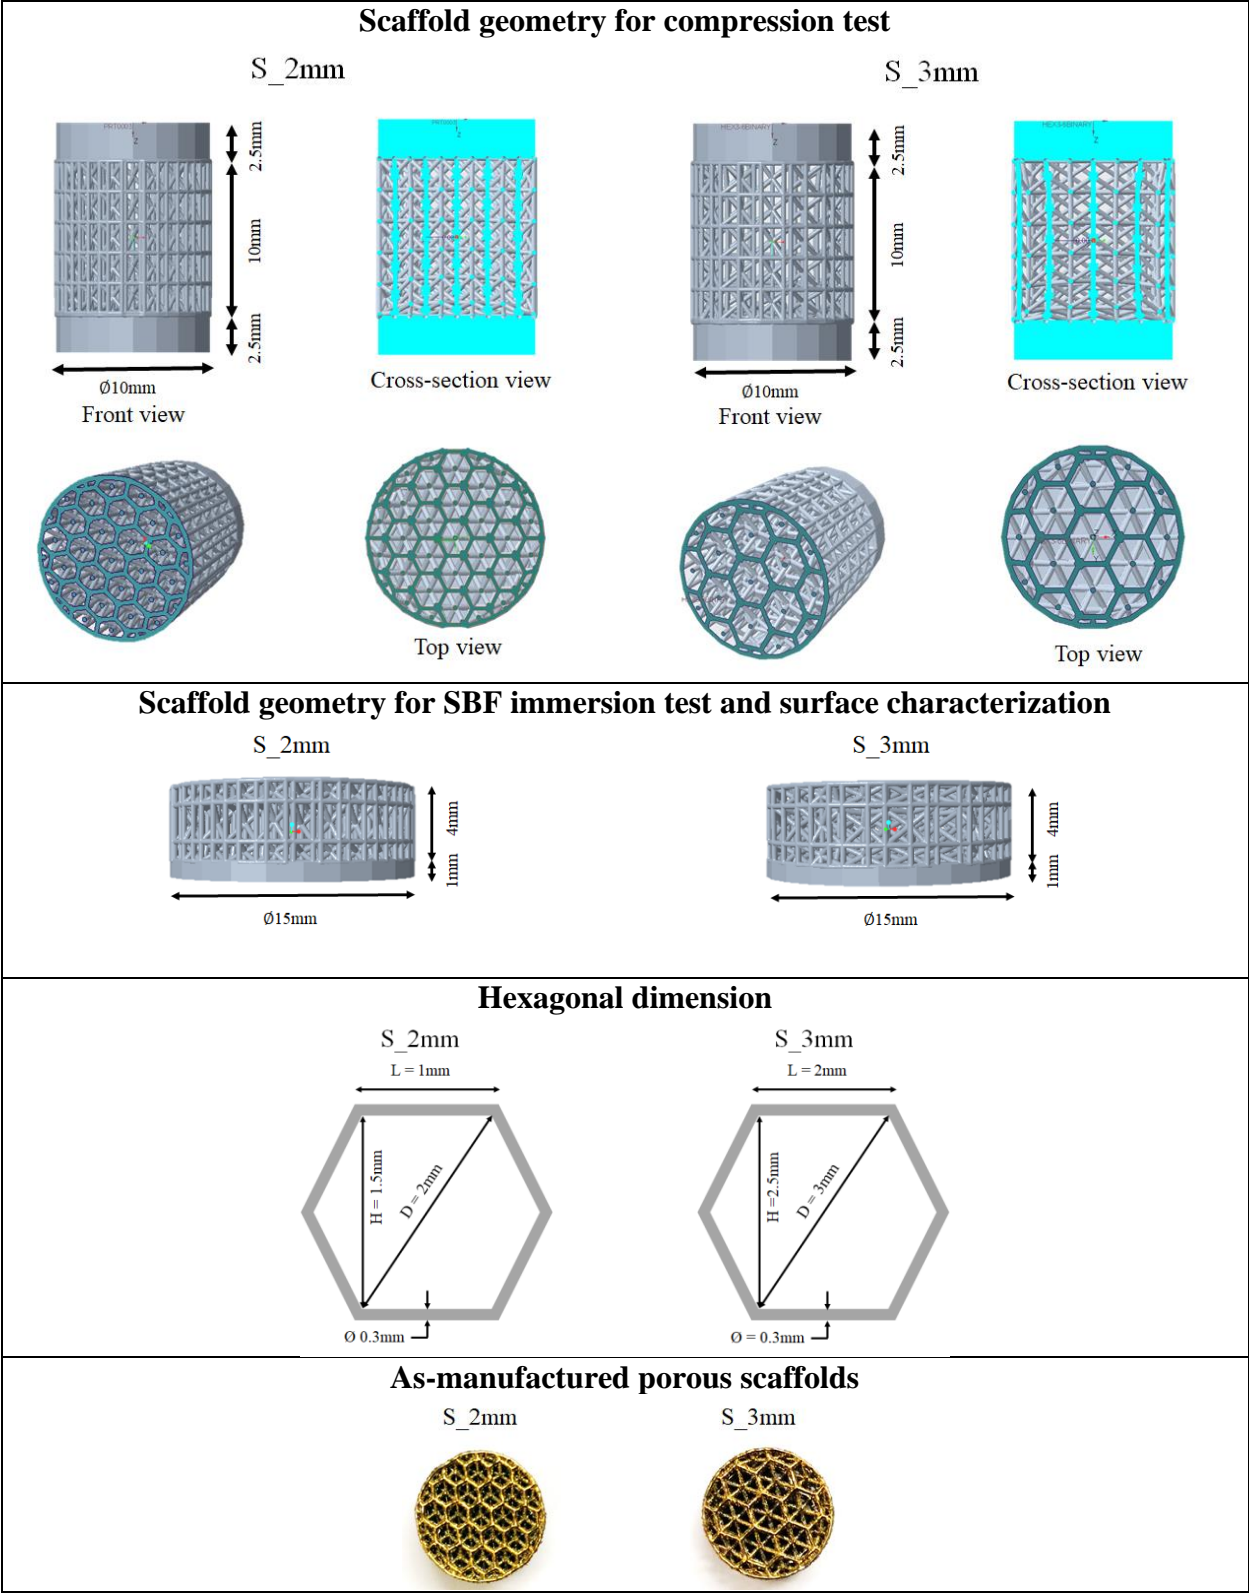 Scaffold geometry for compression test
S_2mm
S_3mm
2.5mm
10mm
2.5mm
Ø10mm
Front view
Z
Cross-section view
2.5mm
10mm
2.5mm
Ø10mm
Front view
Z
Cross-section view
Top view
Top view
Scaffold geometry for SBF immersion test and surface characterization
S_2mm
S_3mm
4mm
1mm
Ø15mm
4mm
1mm
Ø15mm
Hexagonal dimension
S_2mm
S_3mm
L = 1mm
L = 2mm
H = 1.5mm
D = 2mm
H =2.5mm
D = 3mm
Ø 0.3mm
Ø = 0.3mm
As-manufactured porous scaffolds
S_2mm
S_3mm